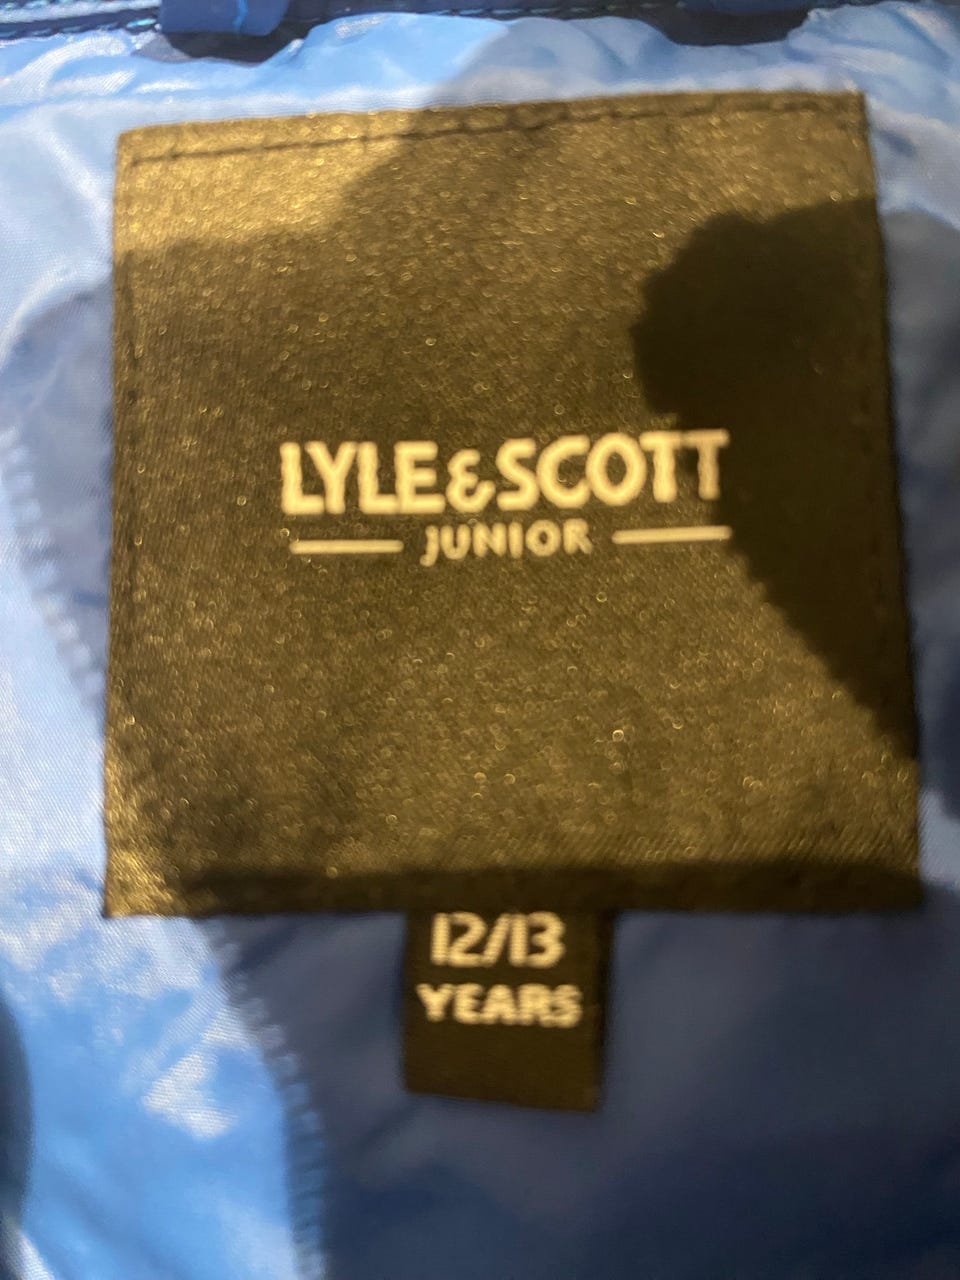 LYLE & SCOTT
JUNIOR
12/13
YEARS